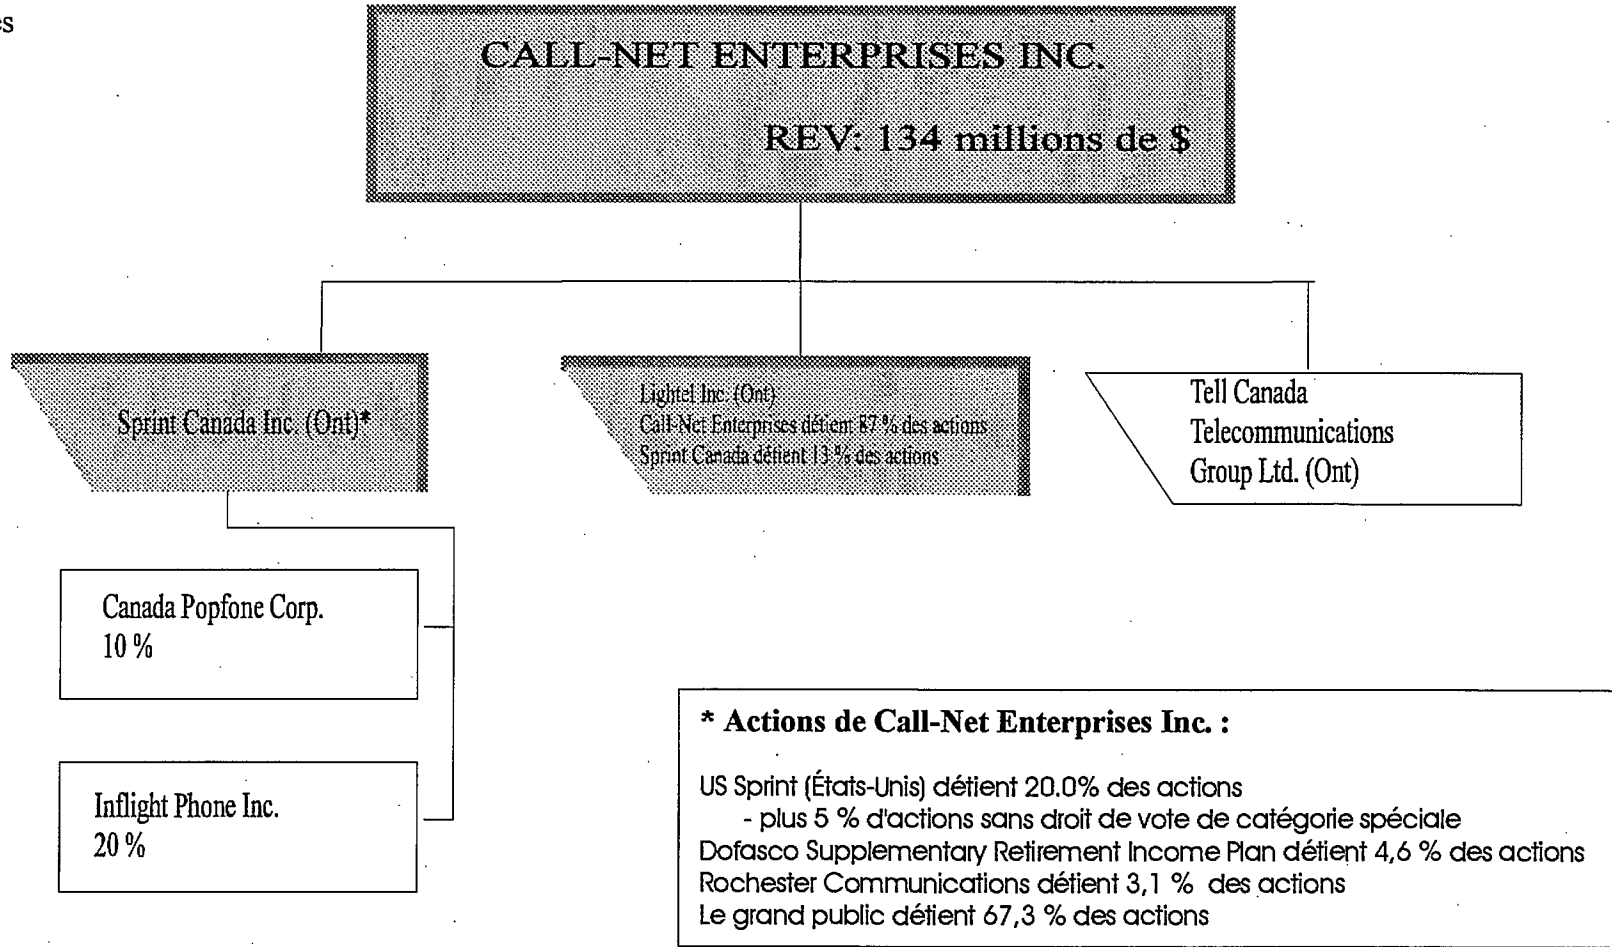 CALL-NET ENTERPRISES INC.
REV: 134 millions de $
Sprint Canada Inc. (Ont)*
Lightel Inc. (Ont)
Call-Net Enterprises détient 87 % des actions
Sprint Canada détient 13 % des actions
Tell Canada
Telecommunications
Group Ltd. (Ont)
Canada Popfone Corp.
10 %
Inflight Phone Inc.
20 %
* Actions de Call-Net Enterprises Inc. :
US Sprint (États-Unis) détient 20.0% des actions
- plus 5 % d'actions sans droit de vote de catégorie spéciale
Dofasco Supplementary Retirement Income Plan détient 4,6 % des actions
Rochester Communications détient 3,1 % des actions
Le grand public détient 67,3 % des actions